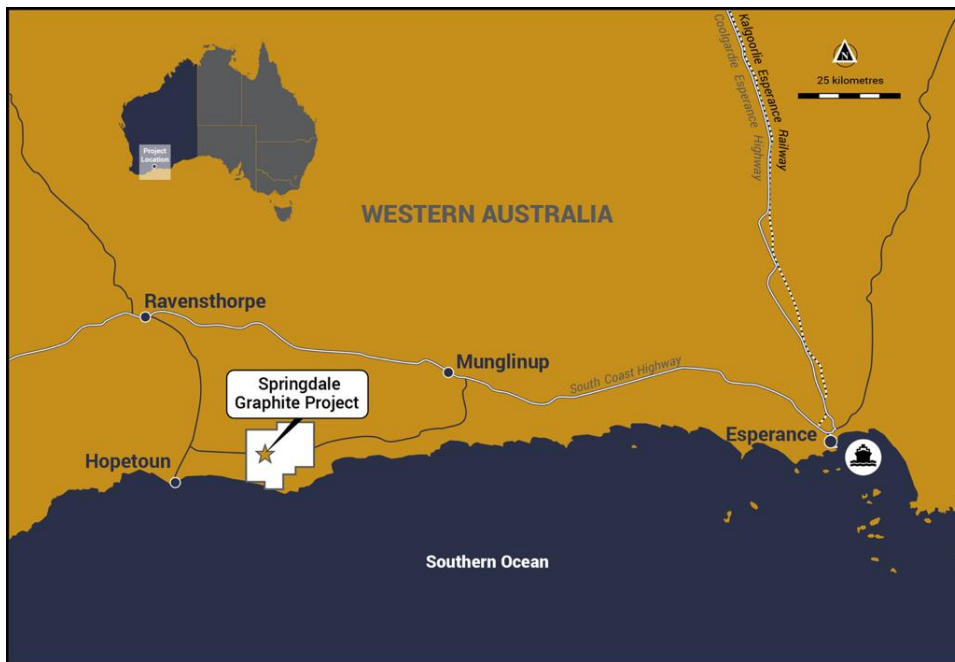 Kalgoorlie Esperance Railway
Coolgardie Esperance Highway
N
25 kilometres
Project
Location
WESTERN AUSTRALIA
Ravensthorpe
Munglinup
South Coast Highway
Springdale
Graphite Project
Esperance
Hopetoun
Southern Ocean